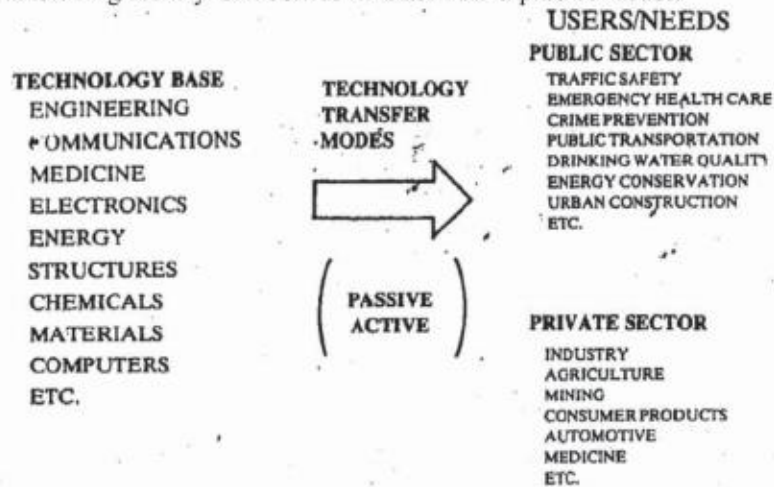 USERS/NEEDS
TECHNOLOGY BASE
ENGINEERING
OMMUNICATIONS
MEDICINE
ELECTRONICS
ENERGY
STRUCTURES
CHEMICALS
MATERIALS
COMPUTERS
ETC.
TECHNOLOGY
TRANSFER
MODES
PASSIVE
ACTIVE
PUBLIC SECTOR
TRAFFIC SAFETY
EMERGENCY HEALTH CARE
CRIME PREVENTION
PUBLIC TRANSPORTATION
DRINKING WATER QUALITY
ENERGY CONSERVATION
URBAN CONSTRUCTION
ETC.
PRIVATE SECTOR
INDUSTRY
AGRICULTURE
MINING
CONSUMER PRODUCTS
AUTOMOTIVE
MEDICINE
ETC.